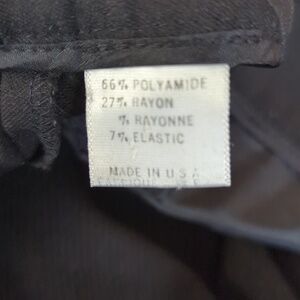 66% POLYAMIDE
27% RAYON
% RAYONNE
7% ELASTIC
MADE IN U S A